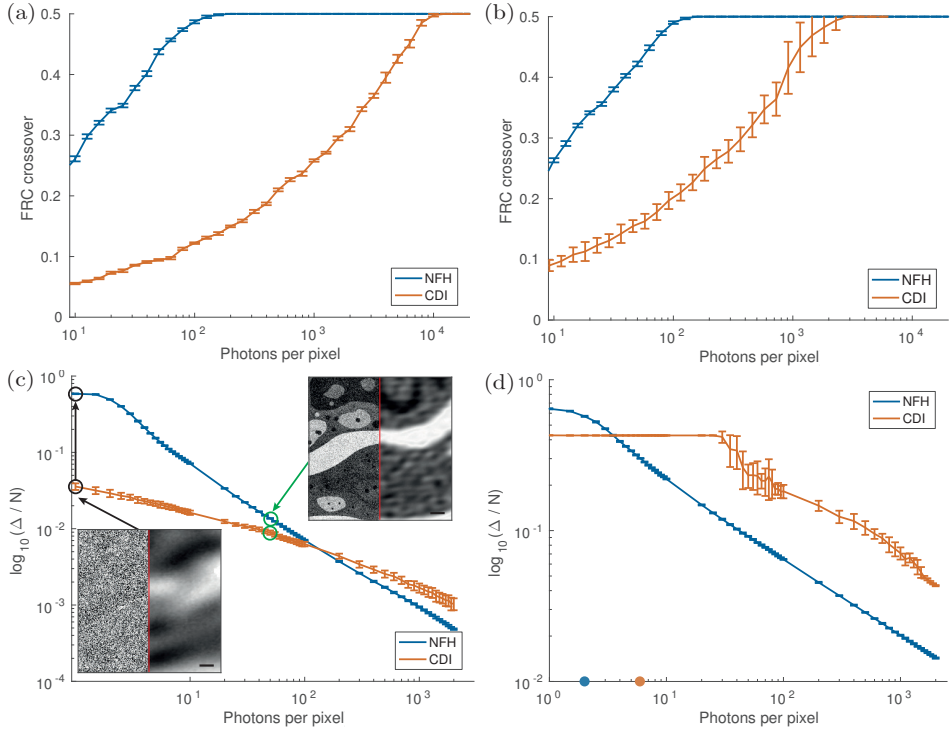 (a)
0.5
0.4
0.3
0.2
0.1
0
FRC crossover
10^1
10^2
10^3
10^4
Photons per pixel
NFH
CDI
(b)
0.5
0.4
0.3
0.2
0.1
0
FRC crossover
10^1
10^2
10^3
10^4
Photons per pixel
NFH
CDI
(c)
10^0
10^-1
10^-2
10^-3
10^-4
log_10(Δ / N)
10^1
10^2
10^3
Photons per pixel
NFH
CDI
(d)
10^0
10^-1
10^-2
log_10(Δ / N)
10^0
10^1
10^2
10^3
Photons per pixel
NFH
CDI